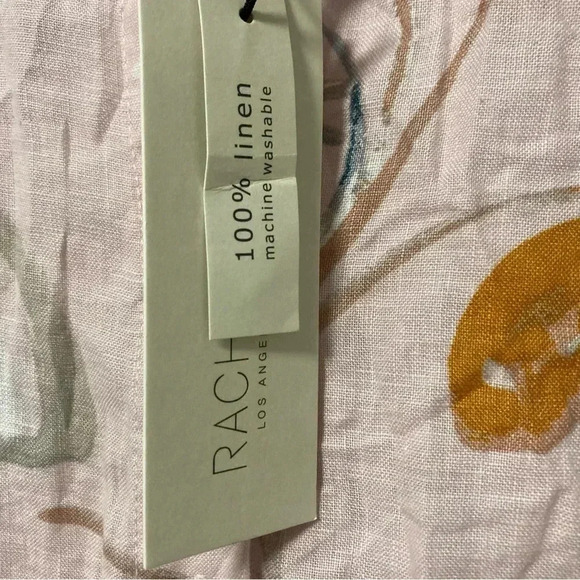 100% linen
machine washable
RACH
LOS ANGE